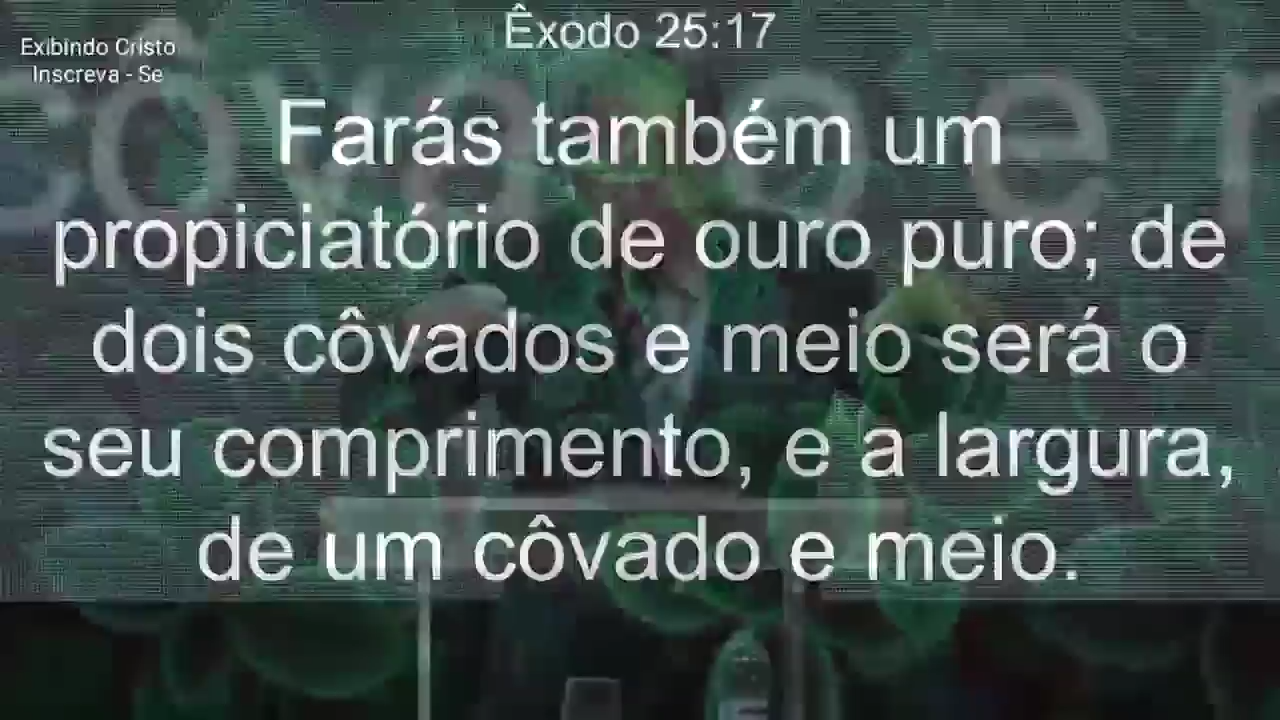 Êxodo 25:17
Exibindo Cristo
Inscreva - Se
Farás também um
propiciatório de ouro puro; de
dois côvados e meio será o
seu comprimento, e a largura,
de um côvado e meio.